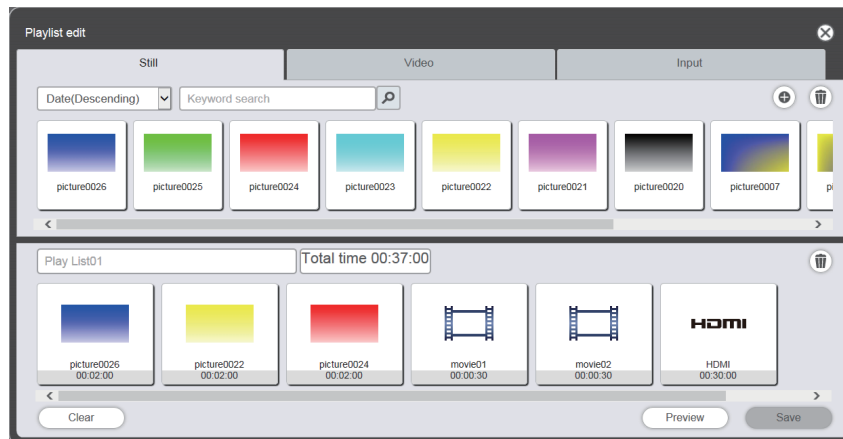 Playlist edit
Still Video Input
Date(Descending) Keyword search
picture0026 picture0025 picture0024 picture0023 picture0022 picture0021 picture0020 picture0007
Play List01 Total time 00:37:00
HDMI
picture0026 picture0022 picture0024 movie01 movie02 HDMI
00:02:00 00:02:00 00:02:00 00:00:30 00:00:30 00:30:00
Clear Preview Save